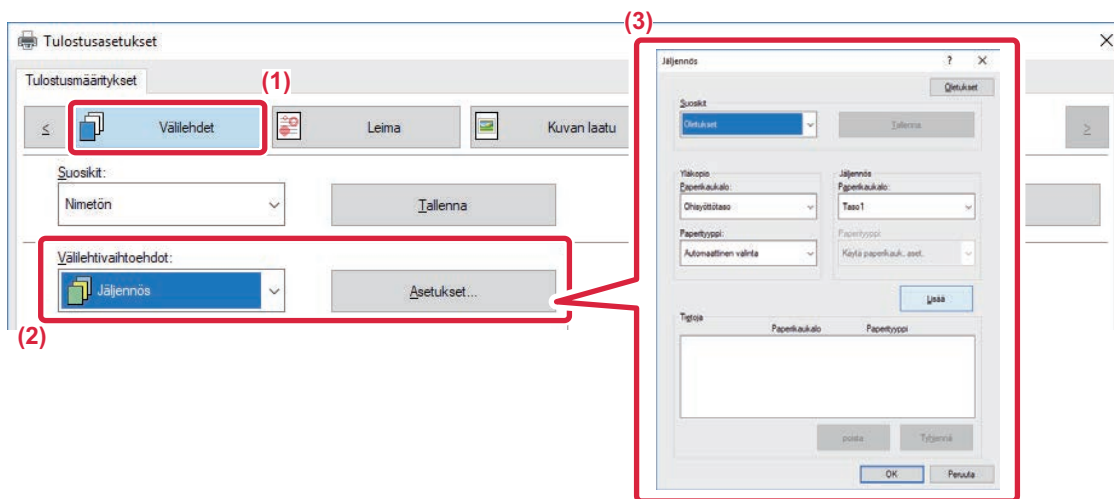 (3)
Tulostusasetukset
Tulostusmääritykset
(1)
<
Välilehdet
Leima
Kuvan laatu
>
Suosikit:
Nimetön
Tallenna
Välilehtivaihtoehdot:
Jäljennös
Asetukset...
(2)
Jäljennös
?
Oletukset
Suosikit
Oletukset
Tallenna
Yläkopio
Jäljennös
Paperikaukalo:
Paperikaukalo:
Ohisyöttötaso
Taso1
Paperityyppi:
Paperityyppi:
Automaattinen valinta
Käytä paperikauk. aset.
Lisää
Tietoja
Paperikaukalo
Paperityyppi
poista
Tyhjennä
OK
Peruuta